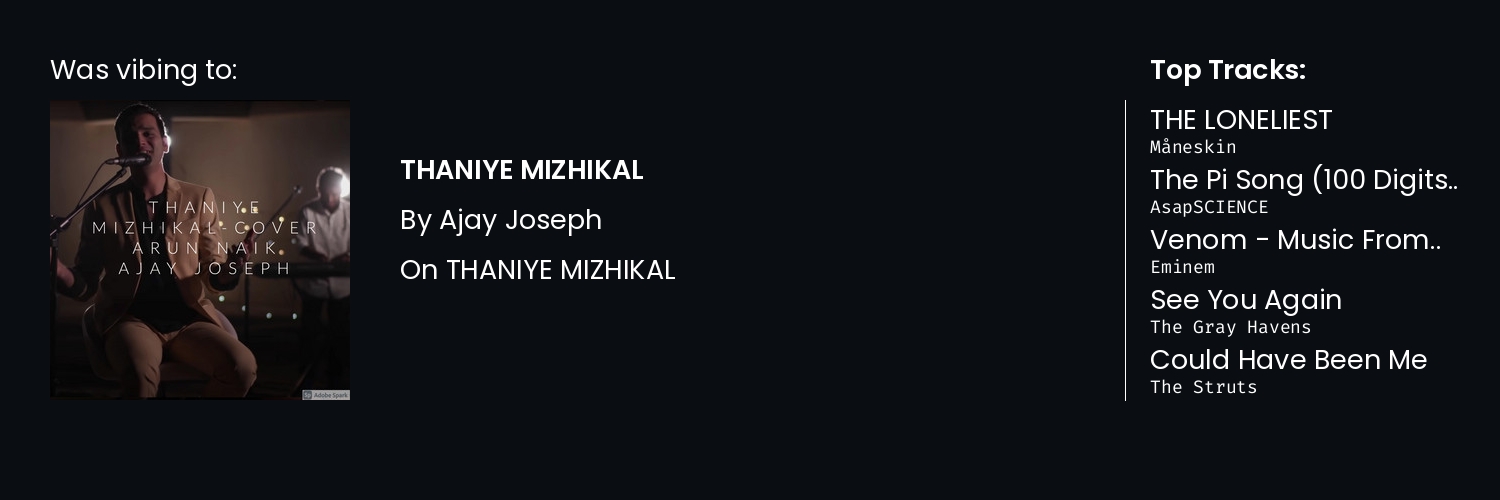 Was vibing to:
THANIYE
MIZHIKAL-COVER
ARUN NAIK
AJAY JOSEPH
Adobe Spark
THANIYE MIZHIKAL
By Ajay Joseph
On THANIYE MIZHIKAL
Top Tracks:
THE LONELIEST
Måneskin
The Pi Song (100 Digits..
AsapSCIENCE
Venom - Music From..
Eminem
See You Again
The Gray Havens
Could Have Been Me
The Struts